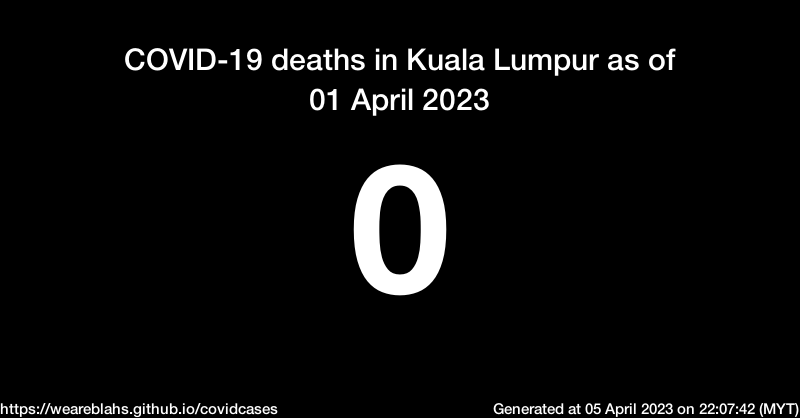 COVID-19 deaths in Kuala Lumpur as of
01 April 2023
0
https://weareblahs.github.io/covidcases
Generated at 05 April 2023 on 22:07:42 (MYT)